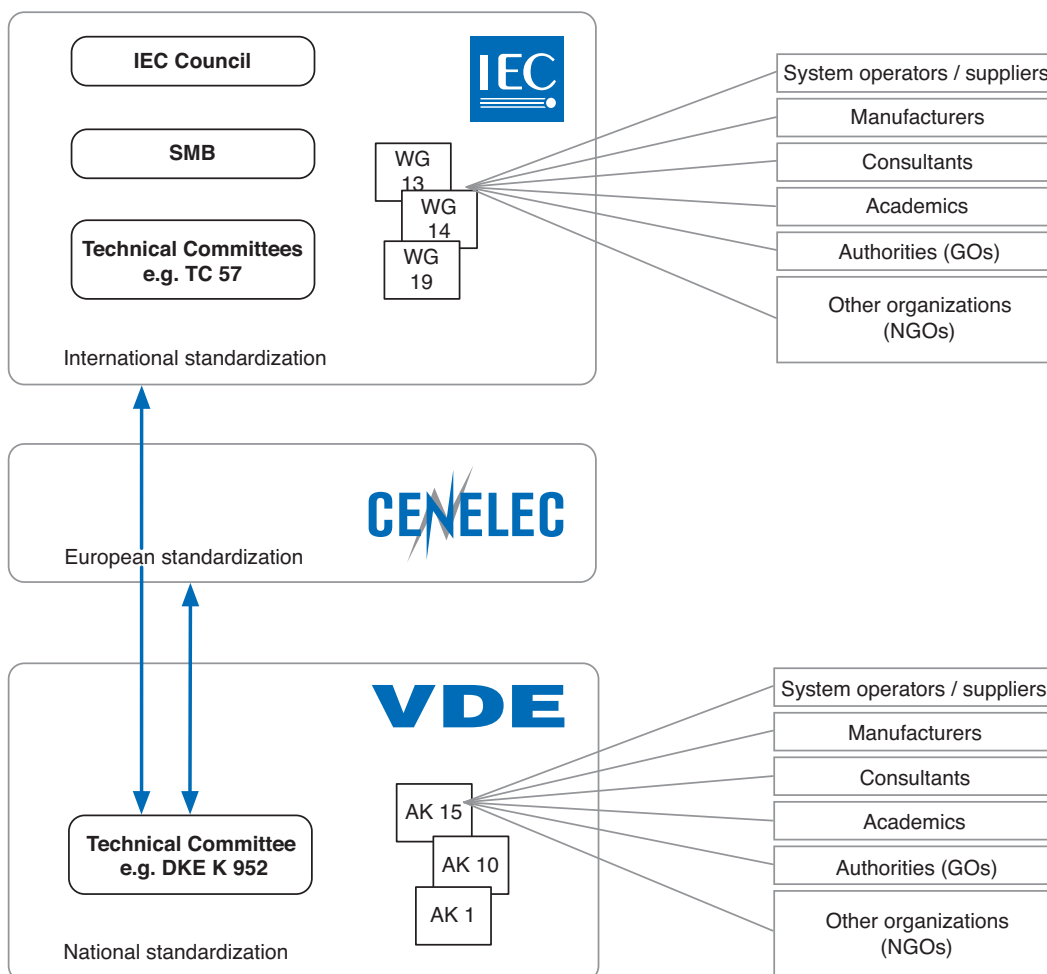 IEC Council
SMB
Technical Committees
e.g. TC 57
IEC
WG
13
WG
14
WG
19
System operators / suppliers
Manufacturers
Consultants
Academics
Authorities (GOs)
Other organizations
(NGOs)
International standardization
CENELEC
European standardization
VDE
Technical Committee
e.g. DKE K 952
AK 15
AK 10
AK 1
System operators / suppliers
Manufacturers
Consultants
Academics
Authorities (GOs)
Other organizations
(NGOs)
National standardization